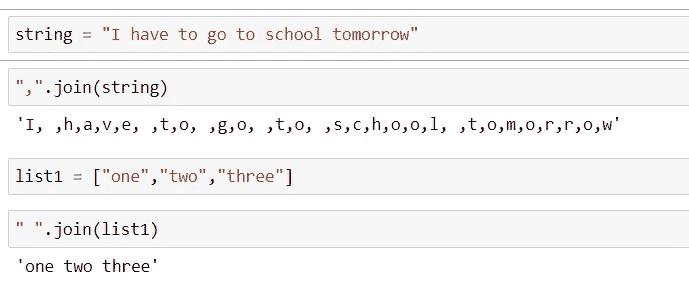 string = "I have to go to school tomorrow"
",".join(string)
'I, ,h,a,v,e, ,t,o, ,g,o, ,t,o, ,s,c,h,o,o,l, ,t,o,m,o,r,r,o,w'
list1 = ["one","two","three"]
" ".join(list1)
'one two three'